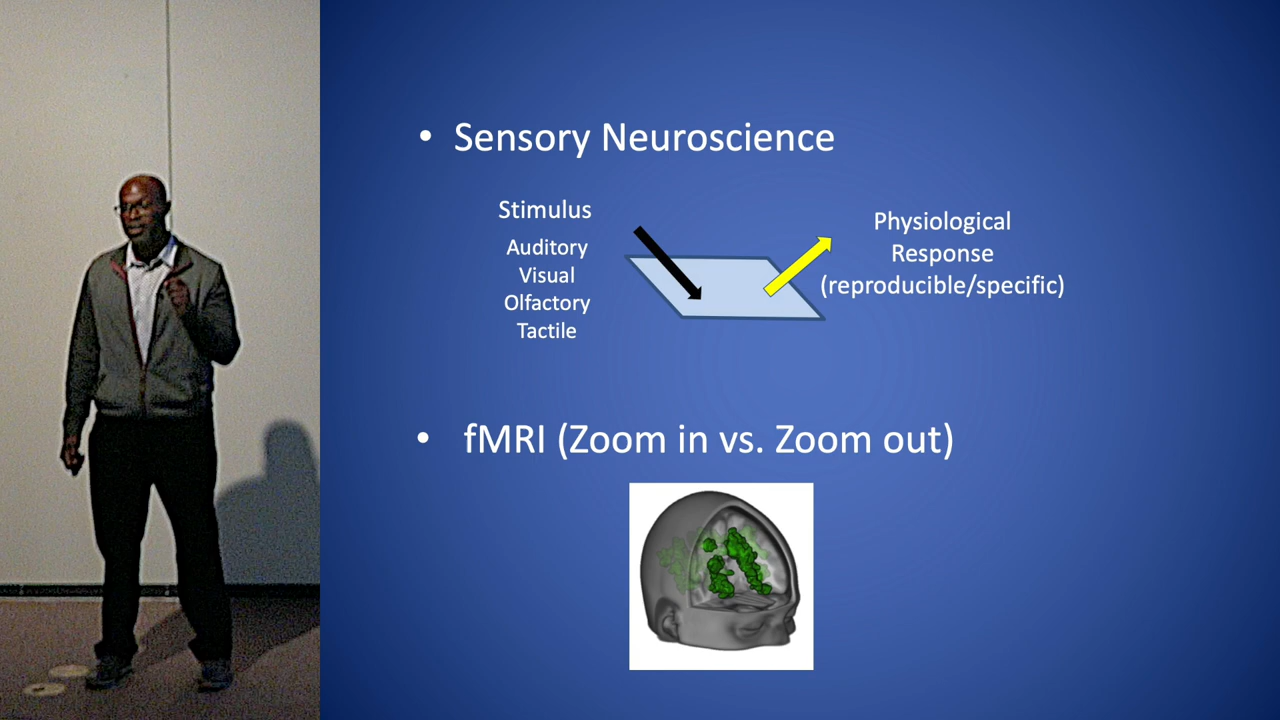 • Sensory Neuroscience
Stimulus
Auditory
Visual
Olfactory
Tactile
Physiological
Response
(reproducible/specific)
• fMRI (Zoom in vs. Zoom out)